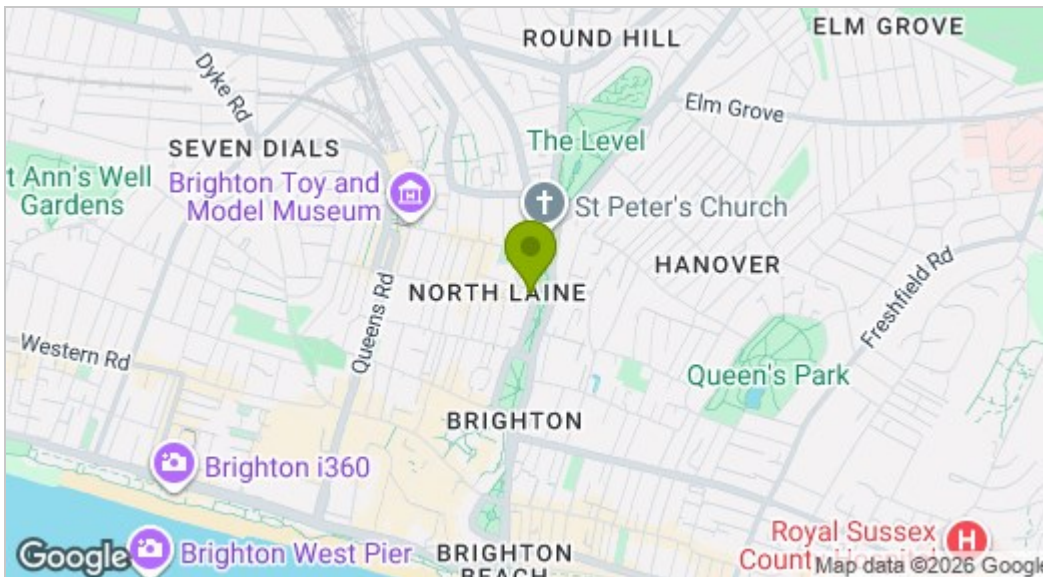 ROUND HILL
ELM GROVE
Dyke Rd
Elm Grove
The Level
SEVEN DIALS
t Ann's Well
Gardens
Brighton Toy and
Model Museum
St Peter's Church
HANOVER
NORTH LAINE
Queens Rd
Freshfield Rd
Western Rd
Queen's Park
BRIGHTON
Brighton i360
Royal Sussex
Brighton West Pier
BRIGHTON
BEACH
Google
Map data ©2026 Google